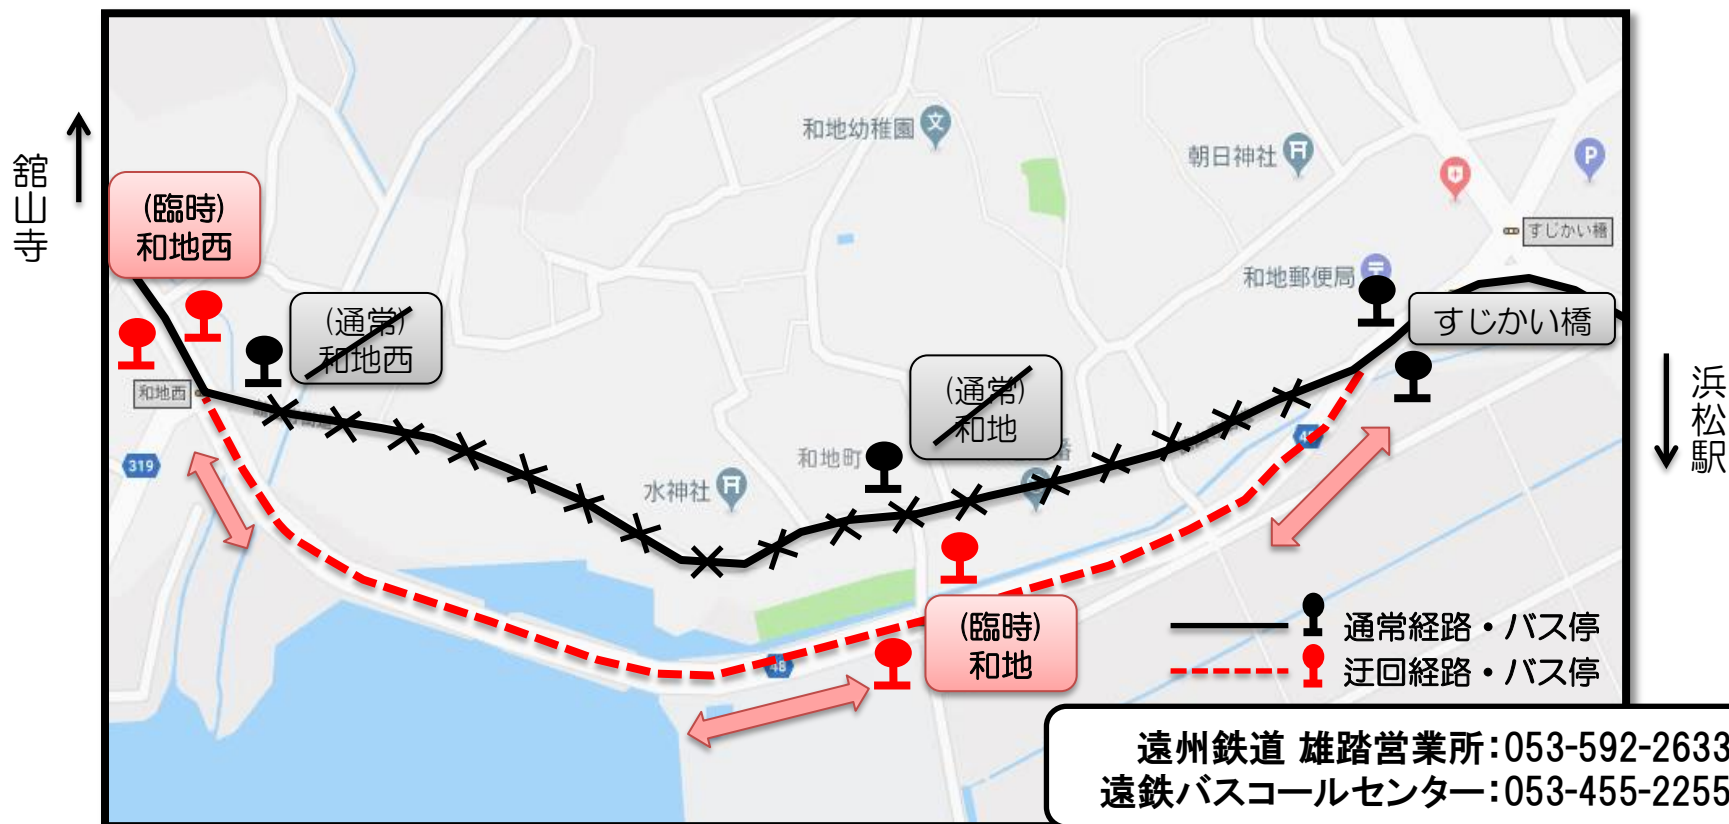 舘山寺
(臨時)
和地西
(通常)
和地西
和地西
319
和地幼稚園
朝日神社
P
すじかい橋
和地郵便局
すじかい橋
(通常)
和地
和地町
水神社
48
(臨時)
和地
浜松駅
通常経路・バス停
迂回経路・バス停
遠州鉄道 雄踏営業所:053-592-2633
遠鉄バスコールセンター:053-455-2255